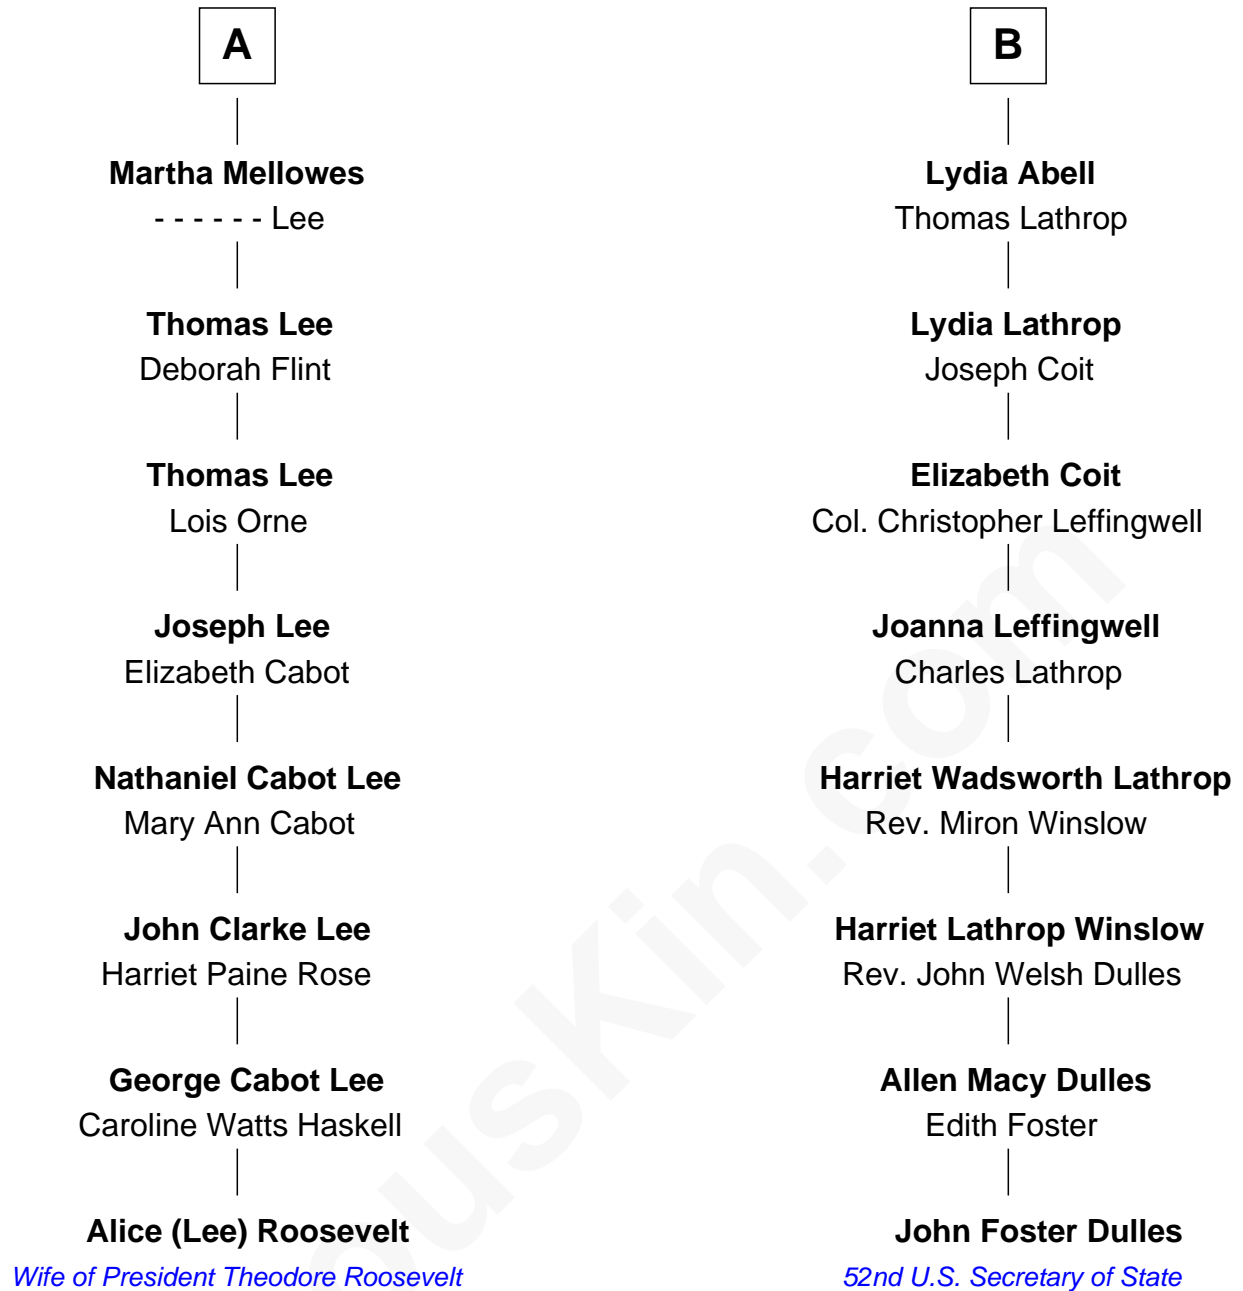 A
B
Martha Mellowes
- - - - - - Lee
Lydia Abell
Thomas Lathrop
Thomas Lee
Deborah Flint
Lydia Lathrop
Joseph Coit
Thomas Lee
Lois Orne
Elizabeth Coit
Col. Christopher Leffingwell
Joseph Lee
Elizabeth Cabot
Joanna Leffingwell
Charles Lathrop
Nathaniel Cabot Lee
Mary Ann Cabot
Harriet Wadsworth Lathrop
Rev. Miron Winslow
John Clarke Lee
Harriet Paine Rose
Harriet Lathrop Winslow
Rev. John Welsh Dulles
George Cabot Lee
Caroline Watts Haskell
Allen Macy Dulles
Edith Foster
Alice (Lee) Roosevelt
Wife of President Theodore Roosevelt
John Foster Dulles
52nd U.S. Secretary of State
ousKin.com